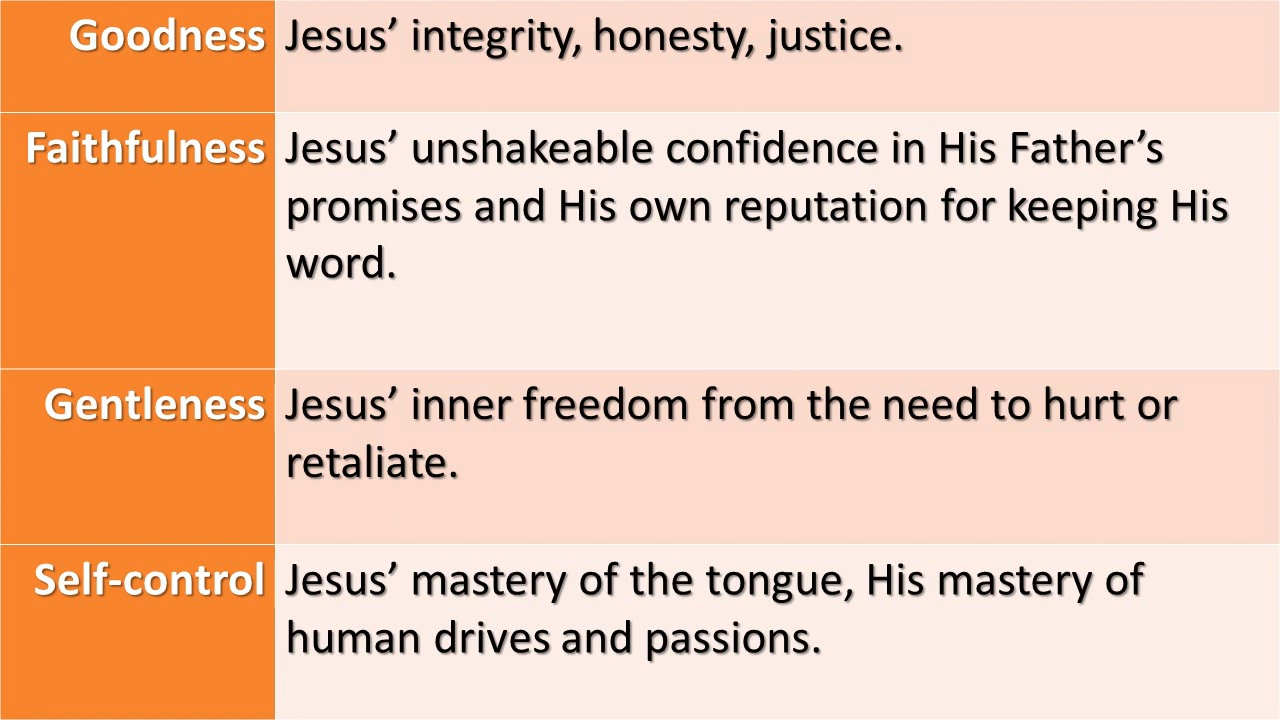 Goodness Jesus’ integrity, honesty, justice.
Faithfulness Jesus’ unshakeable confidence in His Father’s
promises and His own reputation for keeping His
word.
Gentleness Jesus’ inner freedom from the need to hurt or
retaliate.
Self-control Jesus’ mastery of the tongue, His mastery of
human drives and passions.